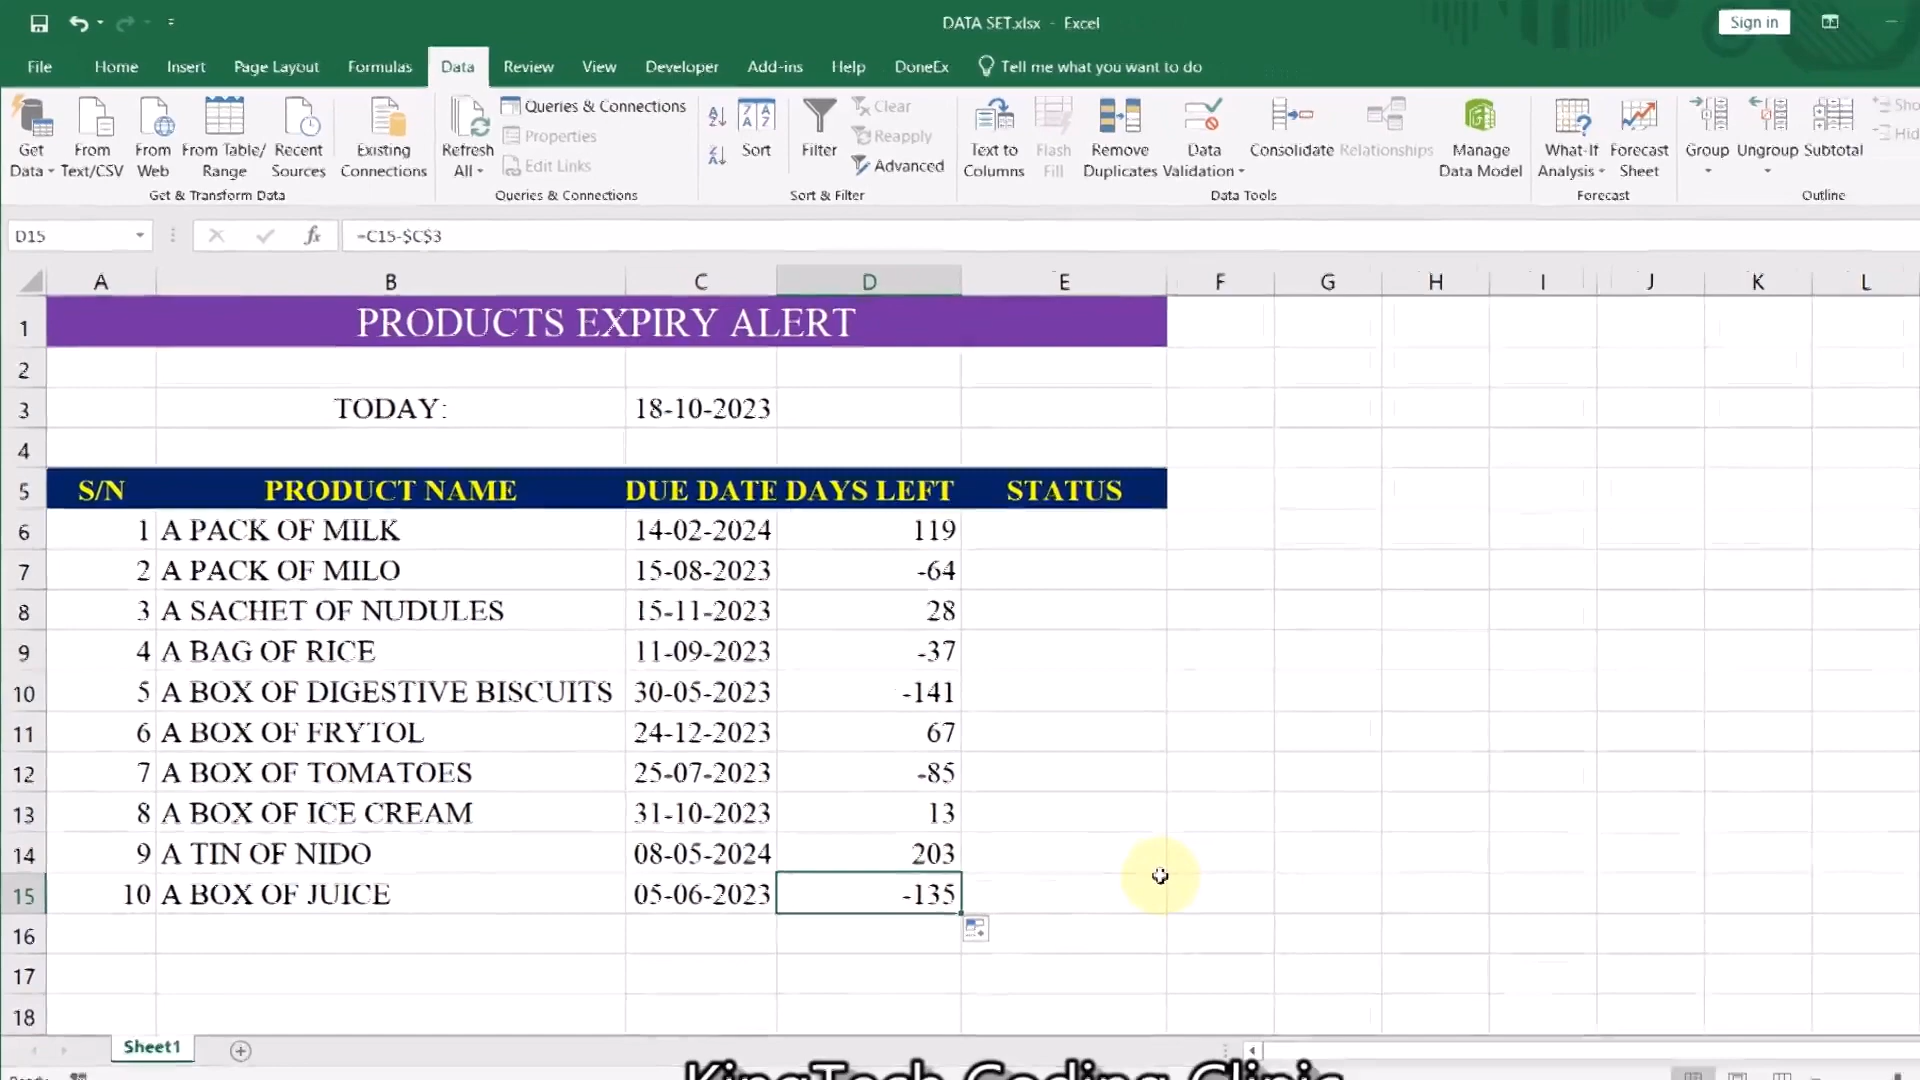 DATA SET.xlsx - Excel
Sign in
File Home Insert Page Layout Formulas Data Review View Developer Add-ins Help DoneEx Tell me what you want to do
Get Data
From Text/CSV
From Web
From Table/ Range
Recent Sources
Existing Connections
Refresh All
Queries & Connections
Properties
Edit Links
Sort
Filter
Clear
Reapply
Advanced
Text to Columns
Flash Fill
Remove Duplicates
Data Validation
Consolidate
Relationships
Manage Data Model
What-If Analysis
Forecast Sheet
Group
Ungroup
Subtotal
Get & Transform Data
Queries & Connections
Sort & Filter
Data Tools
Forecast
Outline
D15 fx =C15-$C$3
A B C D E F G H I J K L
1 PRODUCTS EXPIRY ALERT
2
3 TODAY: 18-10-2023
4
5 S/N PRODUCT NAME DUE DATE DAYS LEFT STATUS
6 1 A PACK OF MILK 14-02-2024 119
7 2 A PACK OF MILO 15-08-2023 -64
8 3 A SACHET OF NUDULES 15-11-2023 28
9 4 A BAG OF RICE 11-09-2023 -37
10 5 A BOX OF DIGESTIVE BISCUITS 30-05-2023 -141
11 6 A BOX OF FRYTOL 24-12-2023 67
12 7 A BOX OF TOMATOES 25-07-2023 -85
13 8 A BOX OF ICE CREAM 31-10-2023 13
14 9 A TIN OF NIDO 08-05-2024 203
15 10 A BOX OF JUICE 05-06-2023 -135
16
17
18
Sheet1
KingTech Coding Clinic